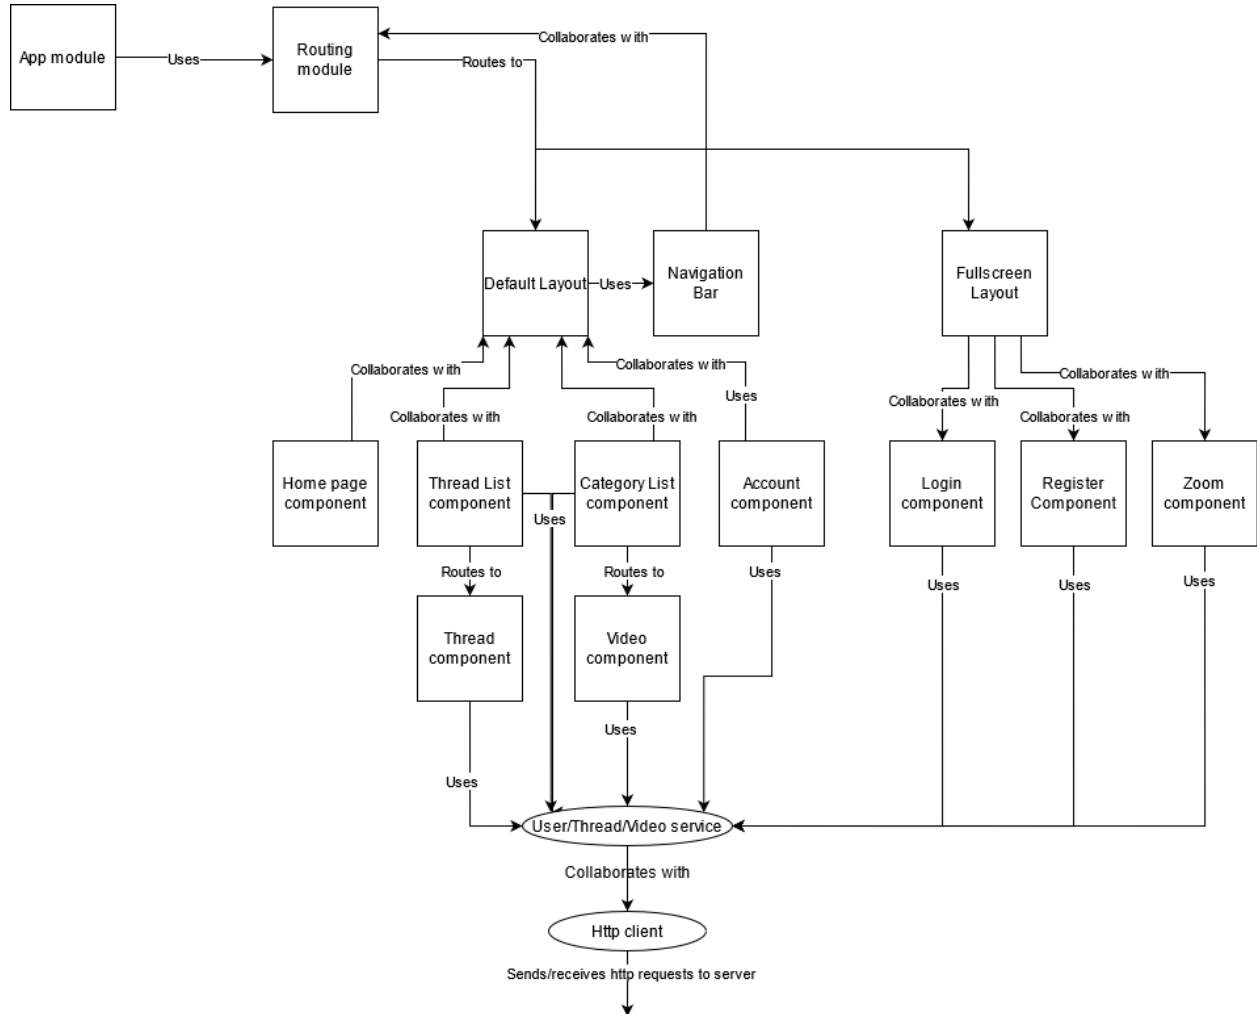 App module
Uses
Routing
module
Collaborates with
Routes to
Default Layout
Uses
Navigation
Bar
Fullscreen
Layout
Collaborates with
Collaborates with
Collaborates with
Uses
Collaborates with
Collaborates with
Collaborates with
Collaborates with
Collaborates with
Home page
component
Thread List
component
Uses
Category List
component
Account
component
Login
component
Register
Component
Zoom
component
Routes to
Routes to
Uses
Uses
Uses
Uses
Thread
component
Video
component
Uses
Uses
User/Thread/Video service
Collaborates with
Http client
Sends/receives http requests to server